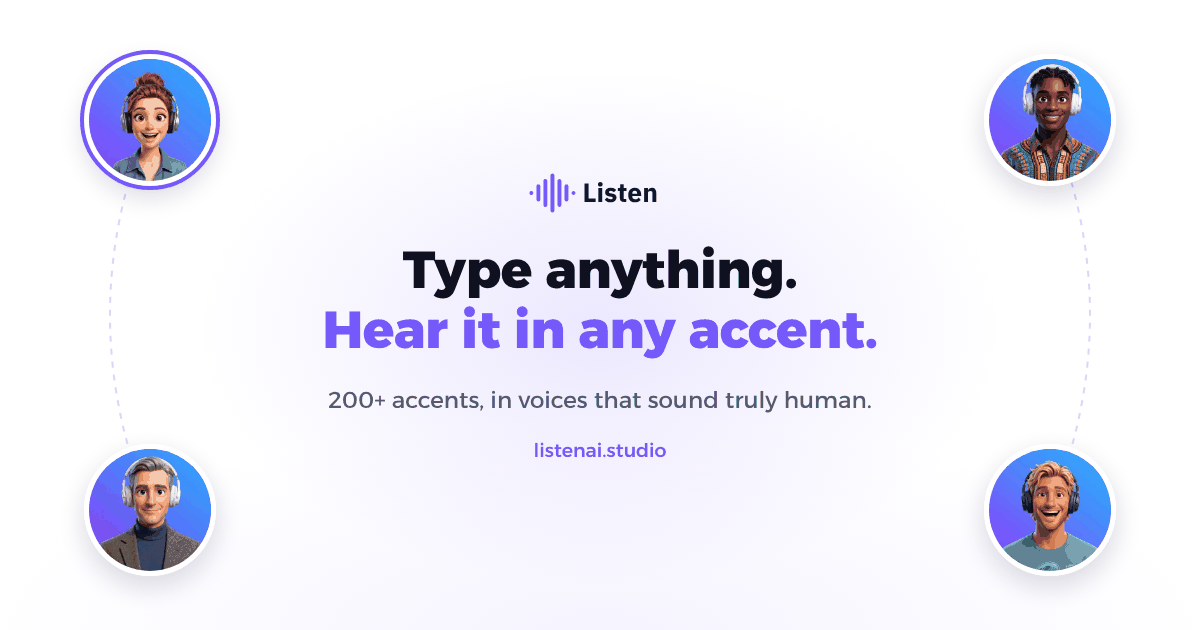 Listen
Type anything.
Hear it in any accent.
200+ accents, in voices that sound truly human.
listenai.studio